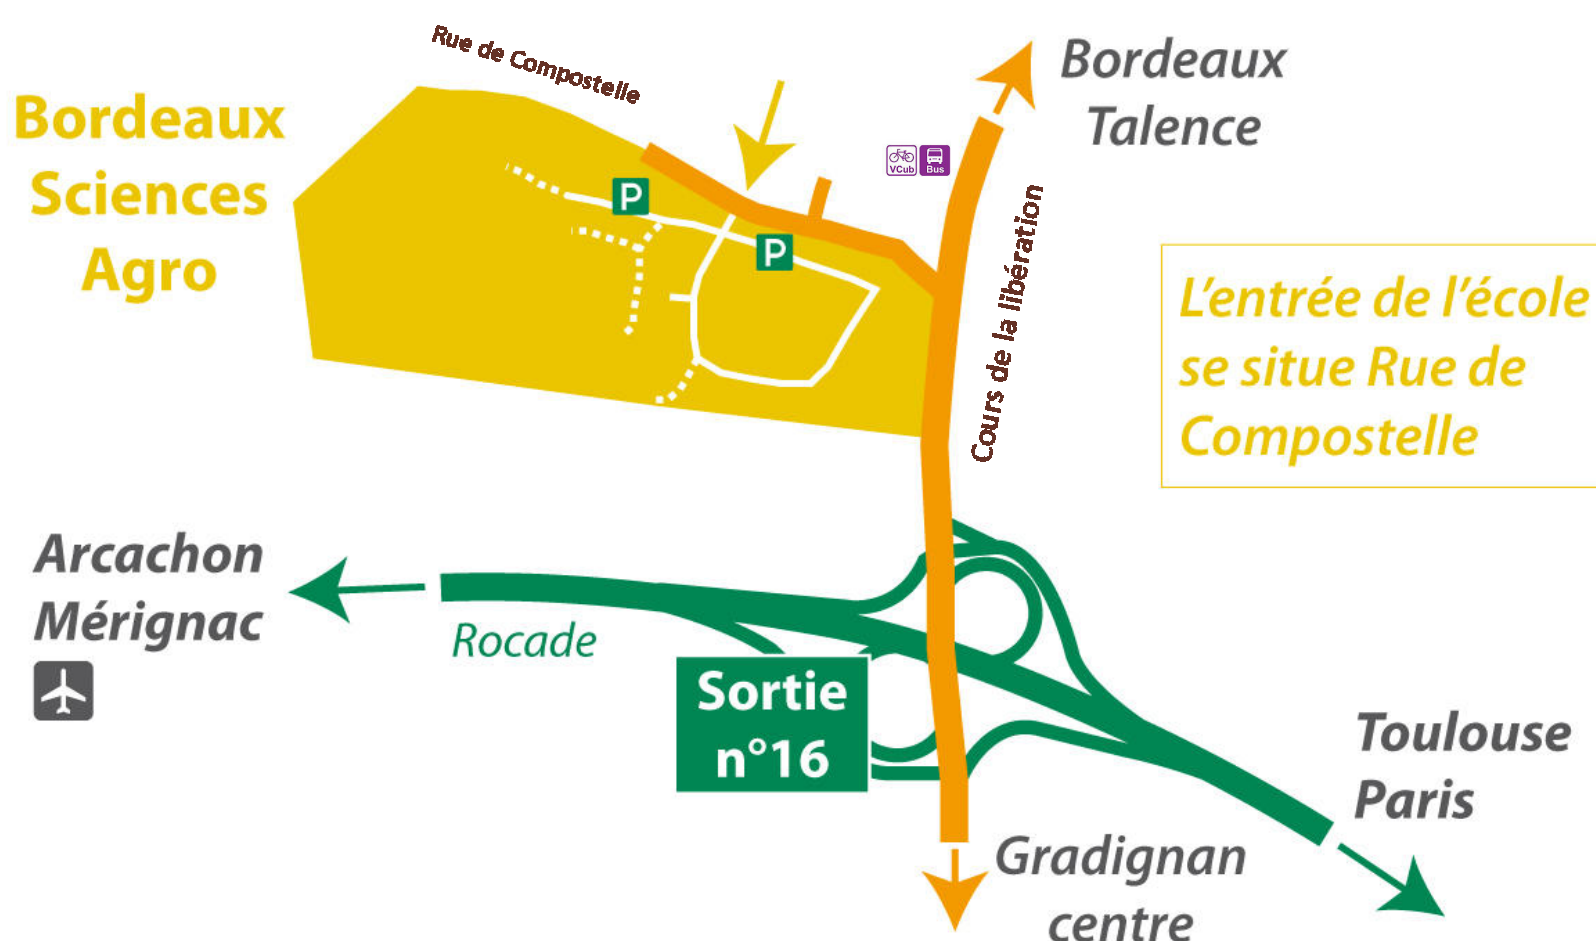 Rue de Compostelle
Bordeaux
Talence
Bordeaux
Sciences
Agro
VCub
Bus
P
P
Cours de la libération
L’entrée de l’école
se situe Rue de
Compostelle
Arcachon
Mérignac
Rocade
Sortie
n°16
Toulouse
Paris
Gradignan
centre